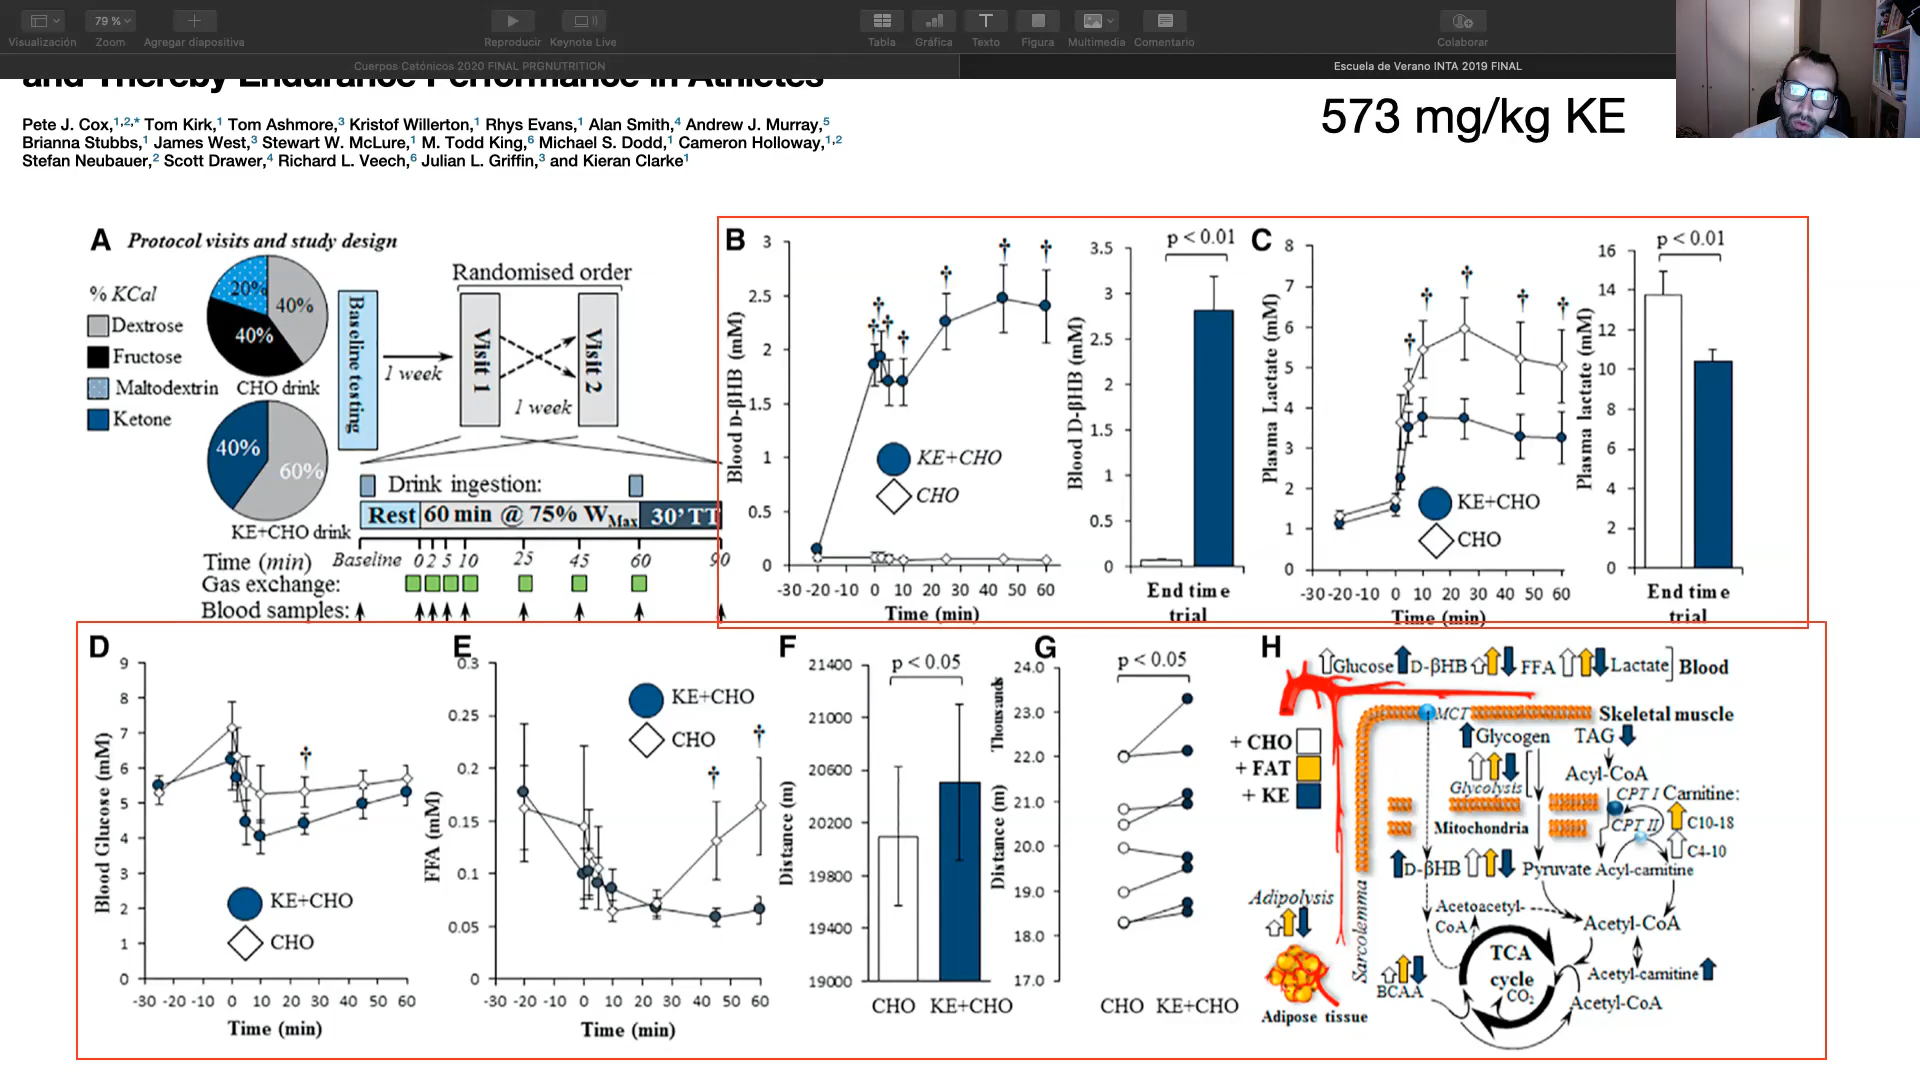 79 %
Visualización
Zoom
Agregar diapositiva
Reproducir
Keynote Live
Tabla
Gráfica
Texto
Figura
Multimedia
Comentario
Colaborar
Cuerpos Cetónicos 2020 FINAL PRGNUTRITION
Escuela de Verano INTA 2019 FINAL
and Thereby Endurance Performance in Athletes
573 mg/kg KE
Pete J. Cox,1,2,* Tom Kirk,1 Tom Ashmore,3 Kristof Willerton,1 Rhys Evans,1 Alan Smith,4 Andrew J. Murray,5
Brianna Stubbs,1 James West,3 Stewart W. McLure,1 M. Todd King,6 Michael S. Dodd,1 Cameron Holloway,1,2
Stefan Neubauer,2 Scott Drawer,4 Richard L. Veech,6 Julian L. Griffin,3 and Kieran Clarke1
A Protocol visits and study design
% KCal
Dextrose
Fructose
Maltodextrin
Ketone
20%
40%
40%
CHO drink
40%
60%
KE+CHO drink
Baseline testing
1 week
Randomised order
Visit 1
Visit 2
1 week
Drink ingestion:
Rest 60 min @ 75% WMax 30' TT
Time (min) Baseline 0 2 5 10 25 45 60 90
Gas exchange:
Blood samples:
B
Blood D-βHB (mM)
3
2.5
2
1.5
1
0.5
0
† † † † † † †
KE+CHO
CHO
-30 -20 -10 0 10 20 30 40 50 60
Time (min)
Blood D-βHB (mM)
p < 0.01
3.5
3
2.5
2
1.5
1
0.5
0
End time
trial
C
Plasma Lactate (mM)
8
7
6
5
4
3
2
1
0
† † † † †
KE+CHO
CHO
-30 -20 -10 0 10 20 30 40 50 60
Time (min)
Plasma lactate (mM)
p < 0.01
16
14
12
10
8
6
4
2
0
End time
trial
D
Blood Glucose (mM)
9
8
7
6
5
4
3
2
1
0
†
KE+CHO
CHO
-30 -20 -10 0 10 20 30 40 50 60
Time (min)
E
FFA (mM)
0.3
0.25
0.2
0.15
0.1
0.05
0
KE+CHO
CHO
† †
-30 -20 -10 0 10 20 30 40 50 60
Time (min)
F
Distance (m)
p < 0.05
21400
21000
20600
20200
19800
19400
19000
CHO KE+CHO
G
Thousands
Distance (m)
p < 0.05
24.0
23.0
22.0
21.0
20.0
19.0
18.0
17.0
CHO KE+CHO
H
Glucose D-βHB FFA Lactate Blood
MCT
Skeletal muscle
+ CHO
+ FAT
+ KE
Glycogen TAG
Acyl-CoA
Glycolysis
CPT I Carnitine:
CPT II
C10-18
C4-10
Mitochondria
D-βHB
Pyruvate Acyl-carnitine
Adipolysis
Sarcolemma
Acetoacetyl-
CoA
Acetyl-CoA
TCA
cycle
CO2
Acetyl-carnitine
BCAA
Acetyl-CoA
Adipose tissue